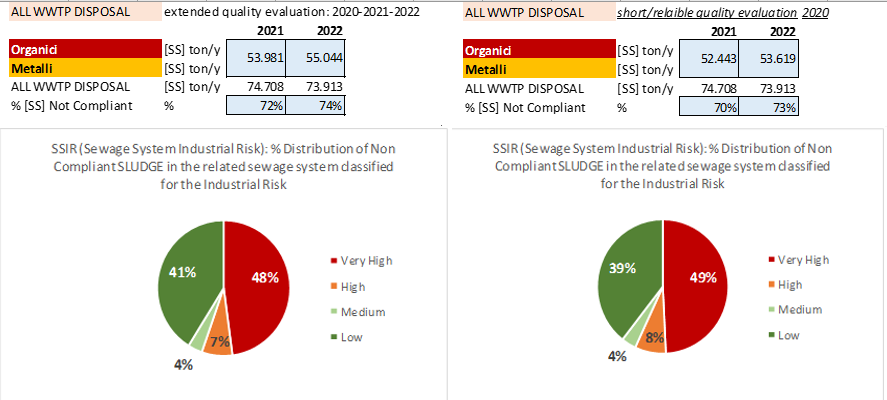 ALL WWTP DISPOSAL extended quality evaluation: 2020-2021-2022
2021 2022
Organici [SS] ton/y 53.981 55.044
Metalli [SS] ton/y
ALL WWTP DISPOSAL [SS] ton/y 74.708 73.913
% [SS] Not Compliant % 72% 74%
SSIR (Sewage System Industrial Risk): % Distribution of Non
Compliant SLUDGE in the related sewage system classified
for the Industrial Risk
41%
48%
7%
4%
Very High
High
Medium
Low
ALL WWTP DISPOSAL short/relaible quality evaluation 2020
2021 2022
Organici [SS] ton/y 52.443 53.619
Metalli [SS] ton/y
ALL WWTP DISPOSAL [SS] ton/y 74.708 73.913
% [SS] Not Compliant % 70% 73%
SSIR (Sewage System Industrial Risk): % Distribution of Non
Compliant SLUDGE in the related sewage system classified
for the Industrial Risk
39%
49%
8%
4%
Very High
High
Medium
Low